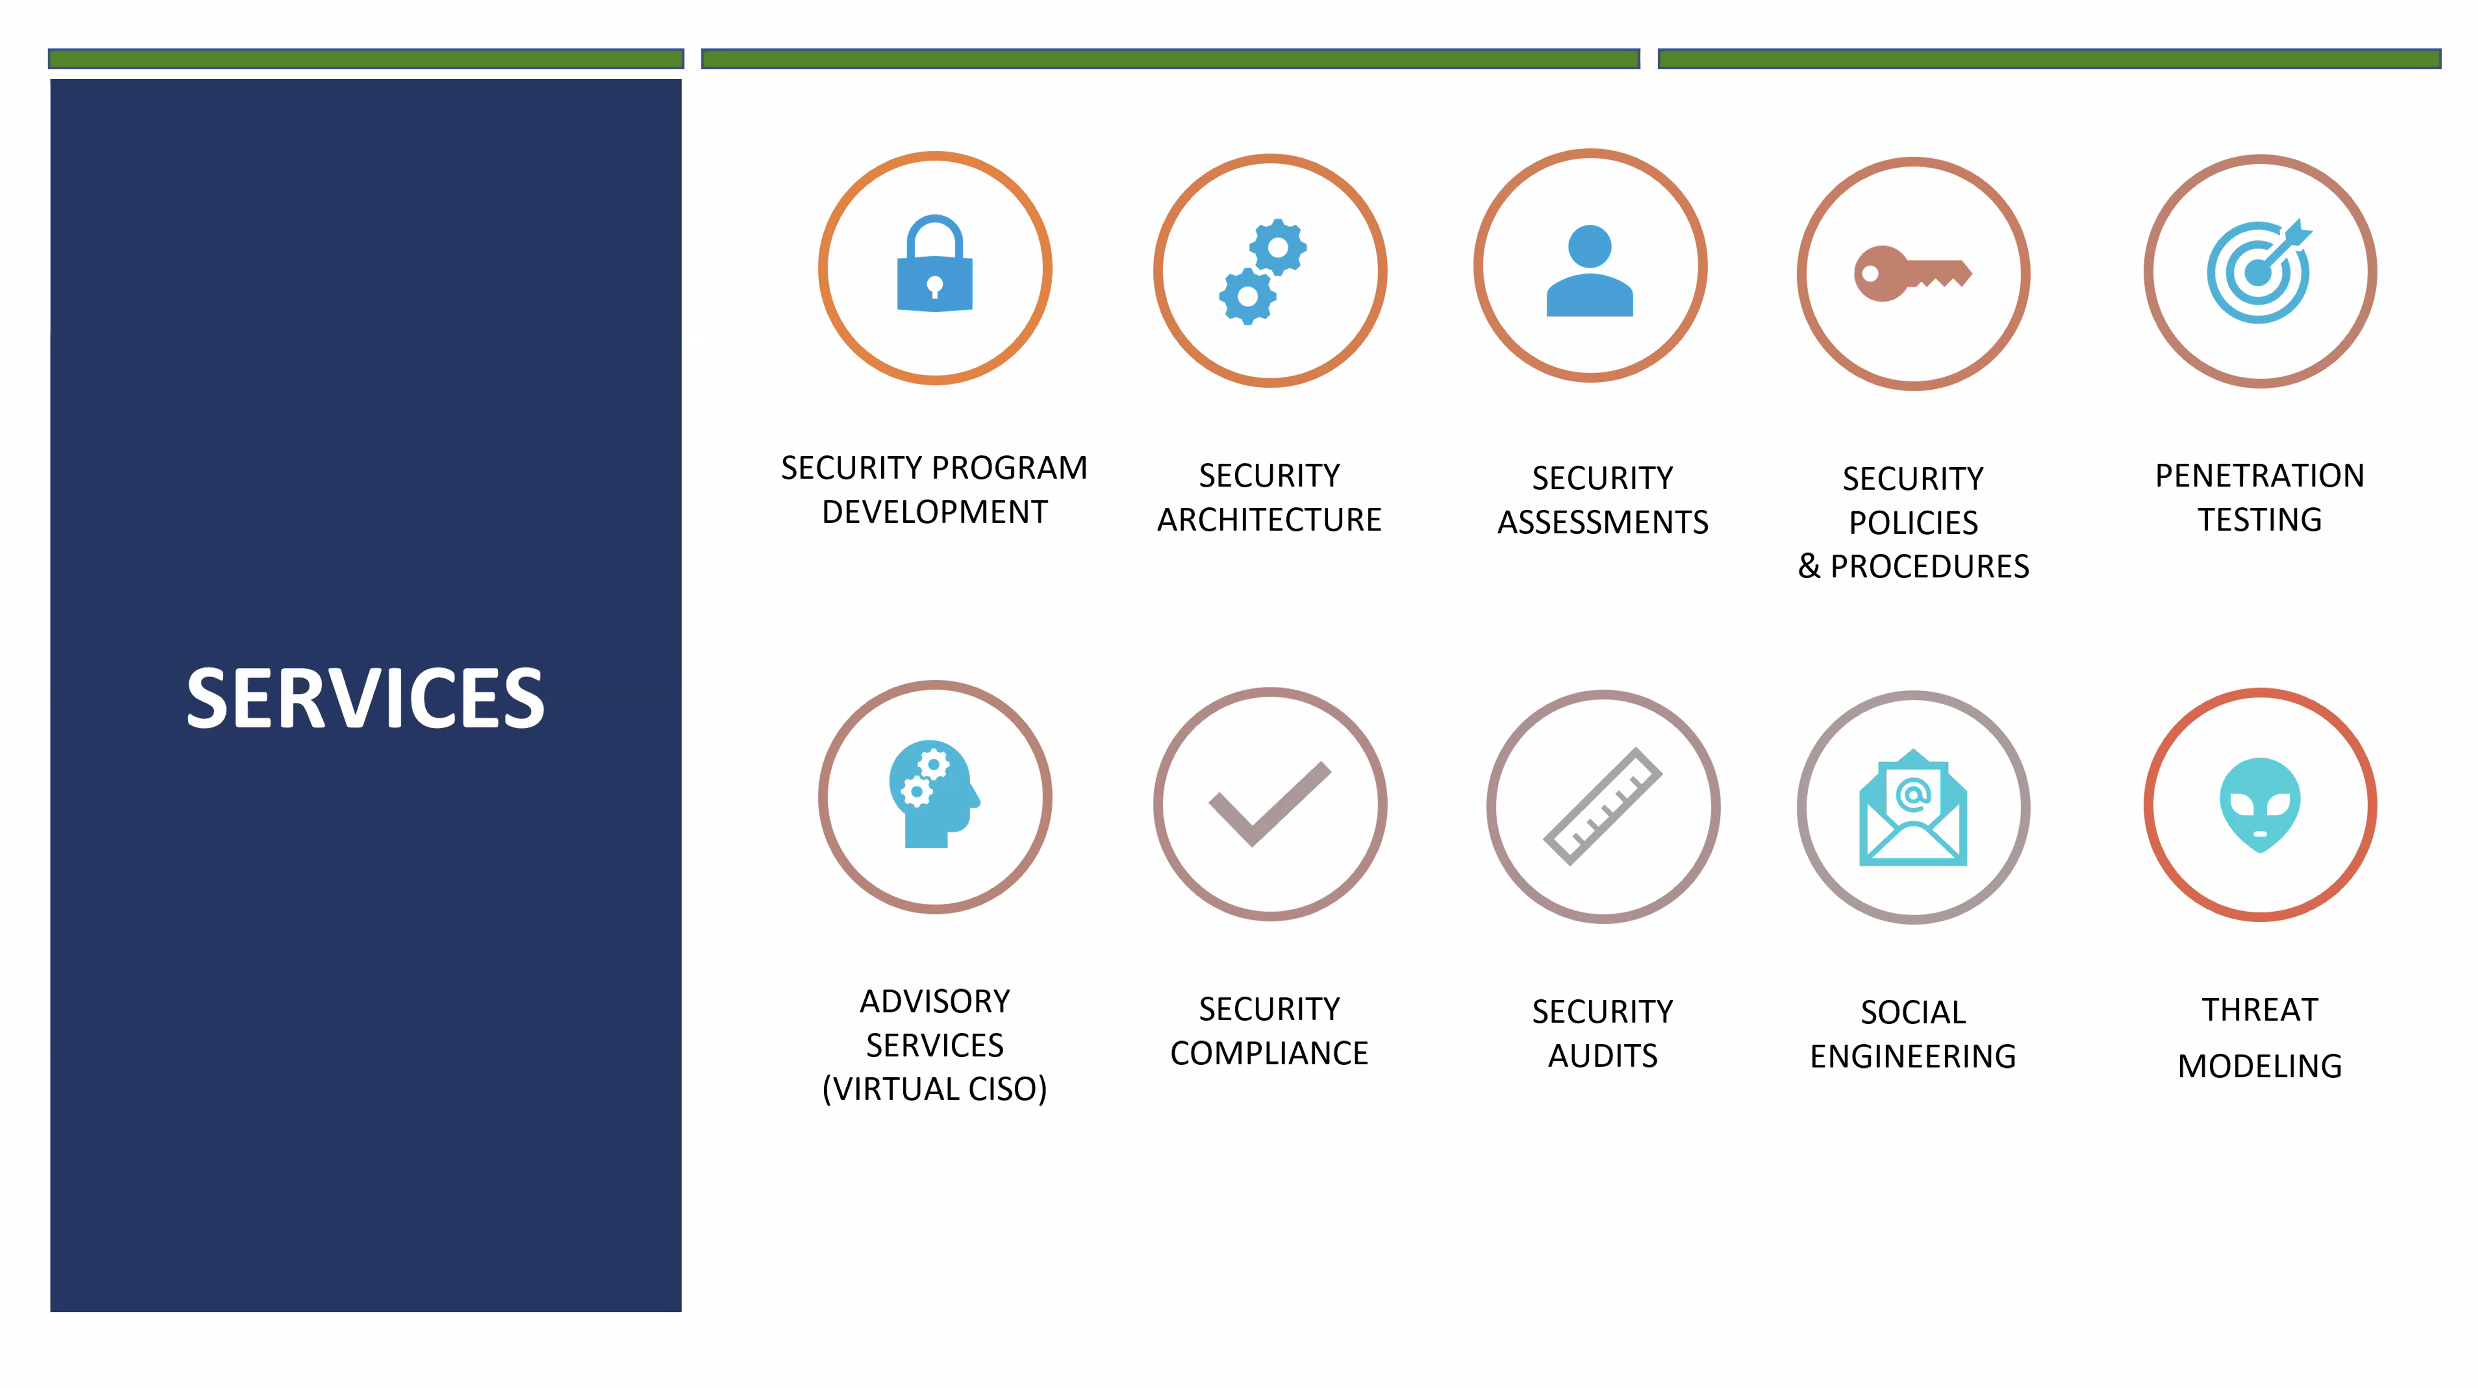 SERVICES
SECURITY PROGRAM
DEVELOPMENT
SECURITY
ARCHITECTURE
SECURITY
ASSESSMENTS
SECURITY
POLICIES
& PROCEDURES
PENETRATION
TESTING
ADVISORY
SERVICES
(VIRTUAL CISO)
SECURITY
COMPLIANCE
SECURITY
AUDITS
SOCIAL
ENGINEERING
THREAT
MODELING